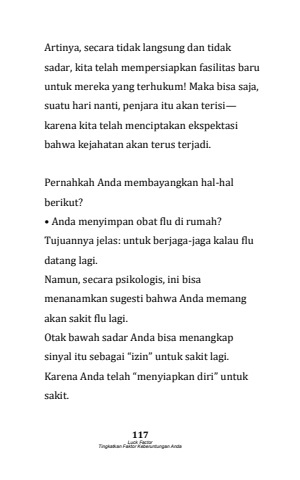 Artinya, secara tidak langsung dan tidak
sadar, kita telah mempersiapkan fasilitas baru
untuk mereka yang terhukum! Maka bisa saja,
suatu hari nanti, penjara itu akan terisi—
karena kita telah menciptakan ekspektasi
bahwa kejahatan akan terus terjadi.
Pernahkah Anda membayangkan hal-hal
berikut?
• Anda menyimpan obat flu di rumah?
Tujuannya jelas: untuk berjaga-jaga kalau flu
datang lagi.
Namun, secara psikologis, ini bisa
menanamkan sugesti bahwa Anda memang
akan sakit flu lagi.
Otak bawah sadar Anda bisa menangkap
sinyal itu sebagai “izin” untuk sakit lagi.
Karena Anda telah “menyiapkan diri” untuk
sakit.
117
Luck Factor
Tingkatkan Faktor Keberuntungan Anda